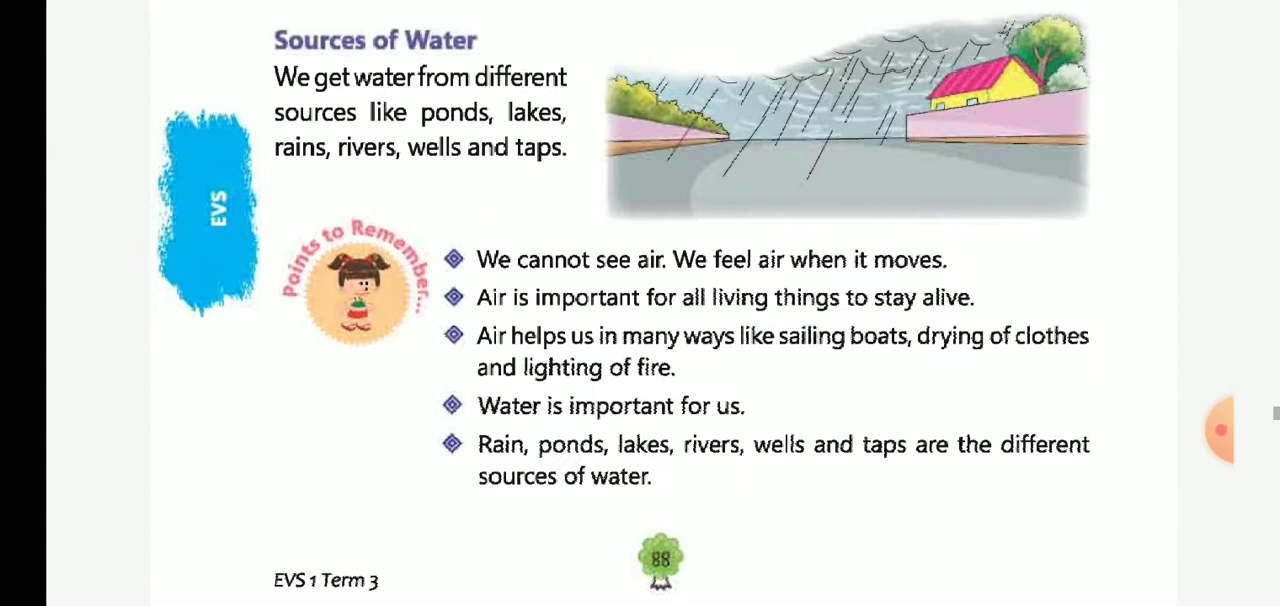 Sources of Water
We get water from different
sources like ponds, lakes,
rains, rivers, wells and taps.
EVS
Points to Remember...
We cannot see air. We feel air when it moves.
Air is important for all living things to stay alive.
Air helps us in many ways like sailing boats, drying of clothes
and lighting of fire.
Water is important for us.
Rain, ponds, lakes, rivers, wells and taps are the different
sources of water.
88
EVS 1 Term 3